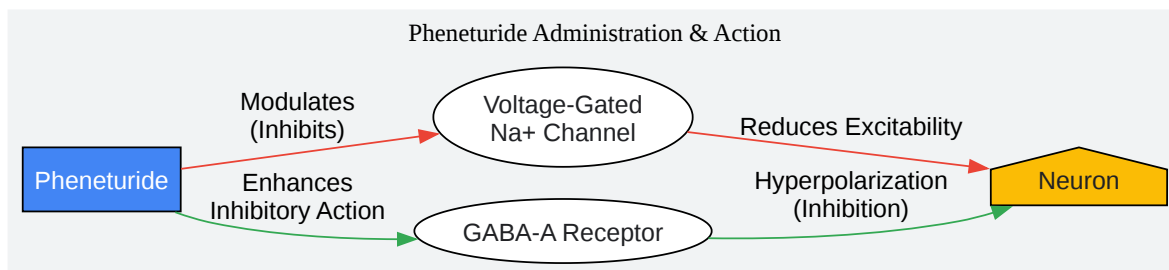 Pheneturide Administration & Action
Modulates
(Inhibits)
Voltage-Gated
Na+ Channel
Reduces Excitability
Pheneturide
Enhances
Inhibitory Action
GABA-A Receptor
Hyperpolarization
(Inhibition)
Neuron